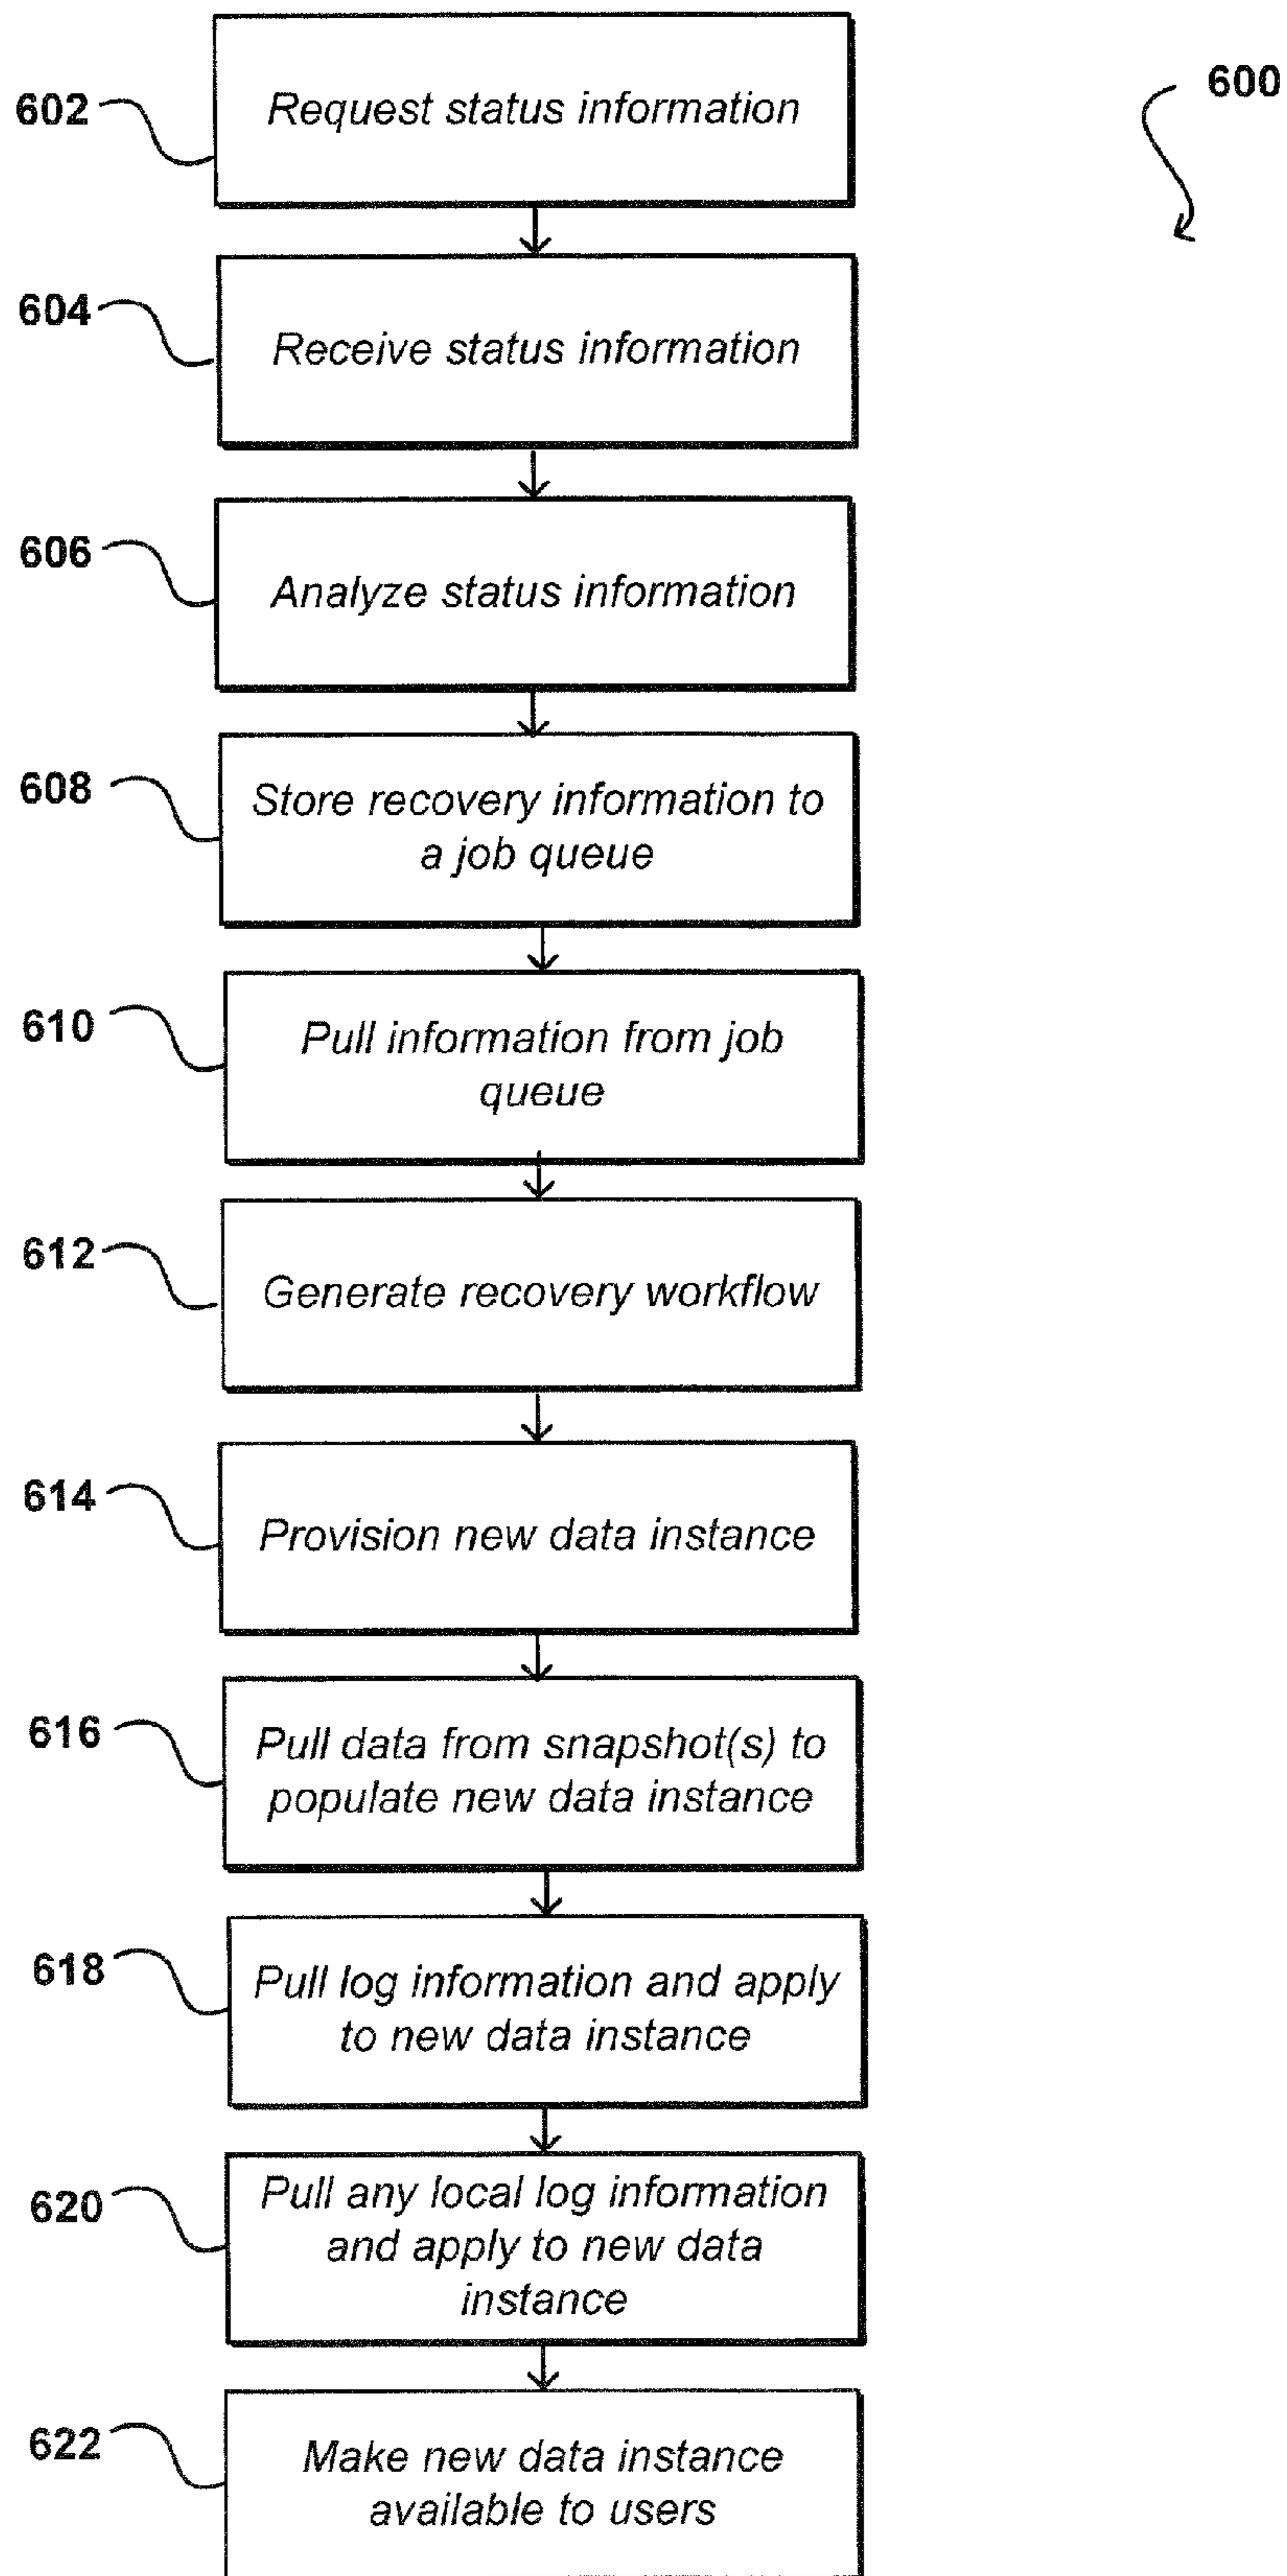 600
602
Request status information
604
Receive status information
606
Analyze status information
608
Store recovery information to
a job queue
610
Pull information from job
queue
612
Generate recovery workflow
614
Provision new data instance
616
Pull data from snapshot(s) to
populate new data instance
618
Pull log information and apply
to new data instance
620
Pull any local log information
and apply to new data
instance
622
Make new data instance
available to users